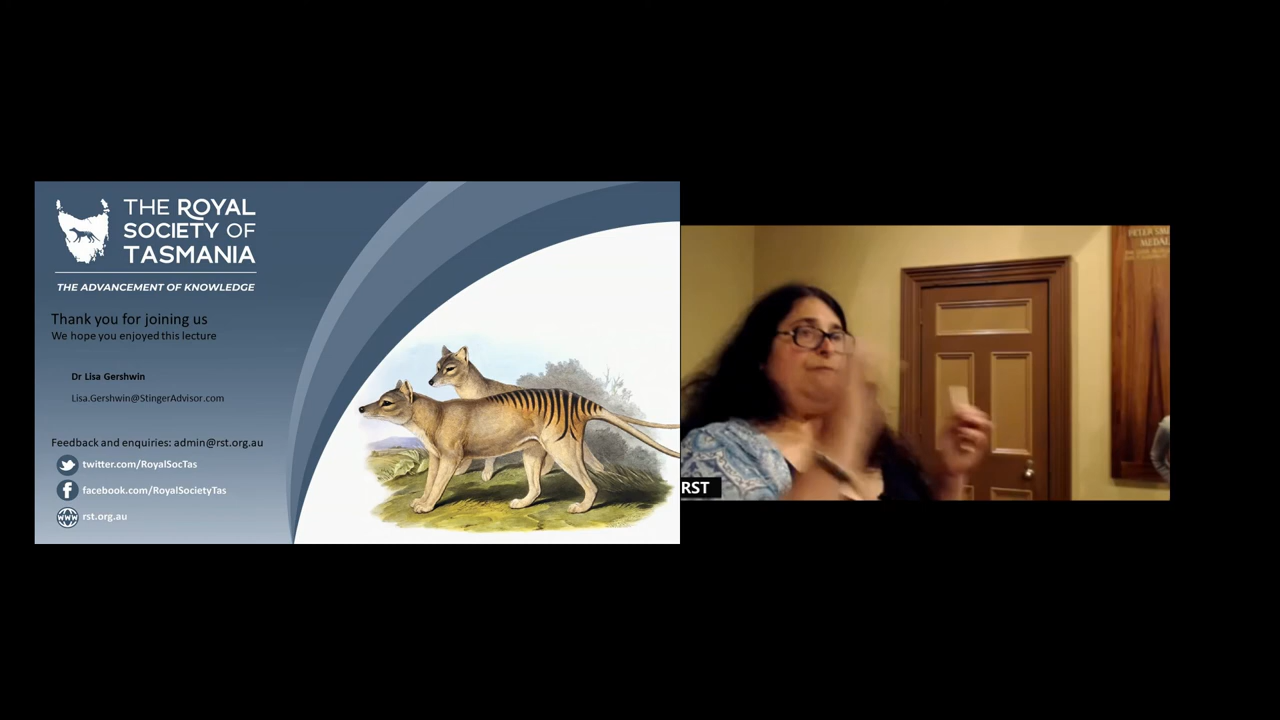 THE ROYAL
SOCIETY OF
TASMANIA
THE ADVANCEMENT OF KNOWLEDGE
Thank you for joining us
We hope you enjoyed this lecture
Dr Lisa Gershwin
Lisa.Gershwin@StingerAdvisor.com
Feedback and enquiries: admin@rst.org.au
twitter.com/RoyalSocTas
facebook.com/RoyalSocietyTas
www rst.org.au
RST
MEDAL